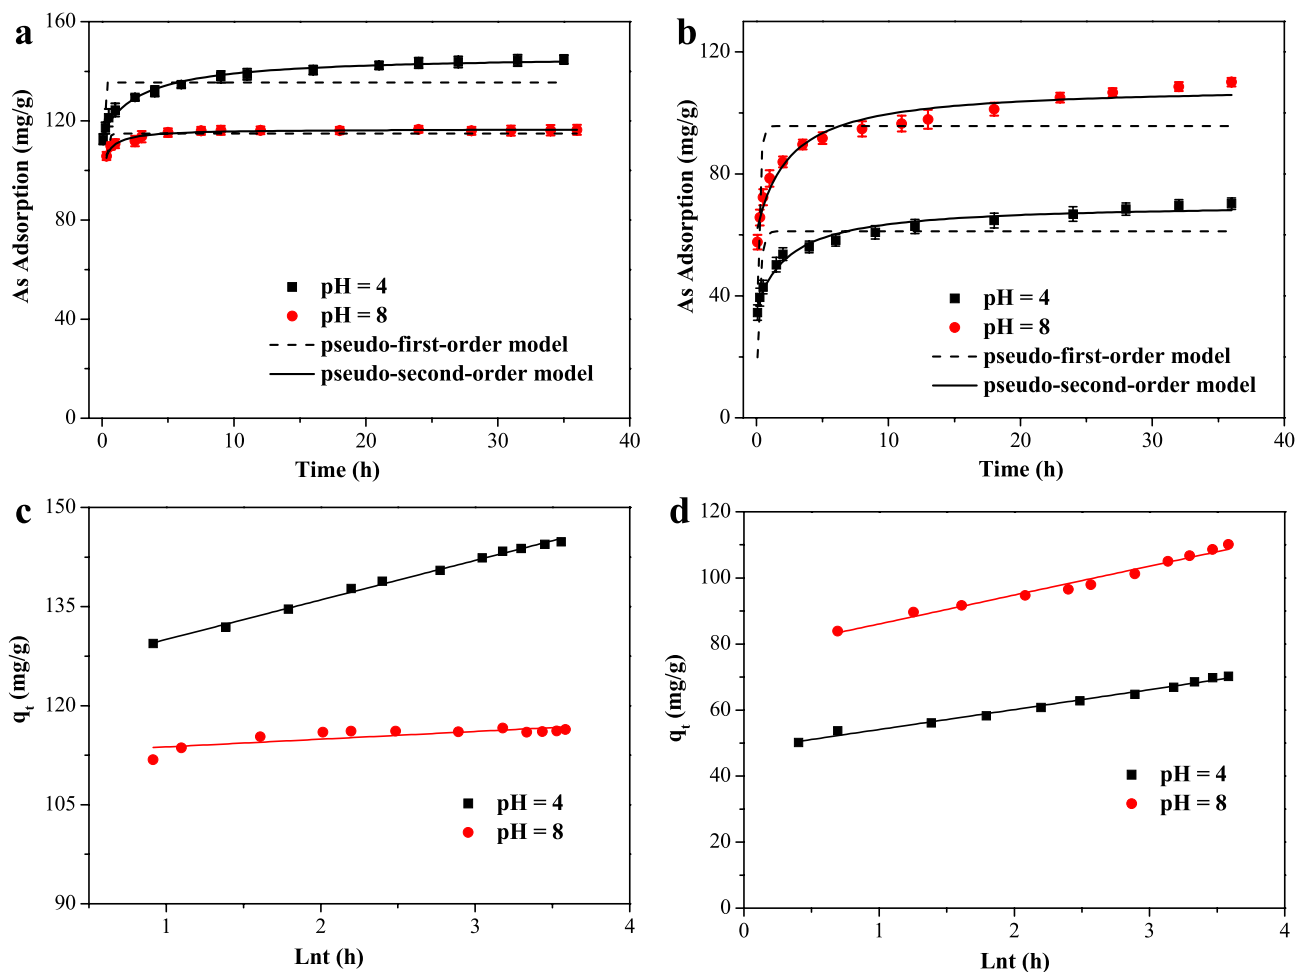 a
160
120
80
40
0
As Adsorption (mg/g)
pH = 4
pH = 8
pseudo-first-order model
pseudo-second-order model
0 10 20 30 40
Time (h)
b
120
80
40
0
As Adsorption (mg/g)
pH = 4
pH = 8
pseudo-first-order model
pseudo-second-order model
0 10 20 30 40
Time (h)
c
150
135
120
105
90
qt (mg/g)
pH = 4
pH = 8
1 2 3 4
Lnt (h)
d
120
100
80
60
40
20
0
qt (mg/g)
pH = 4
pH = 8
0 1 2 3 4
Lnt (h)